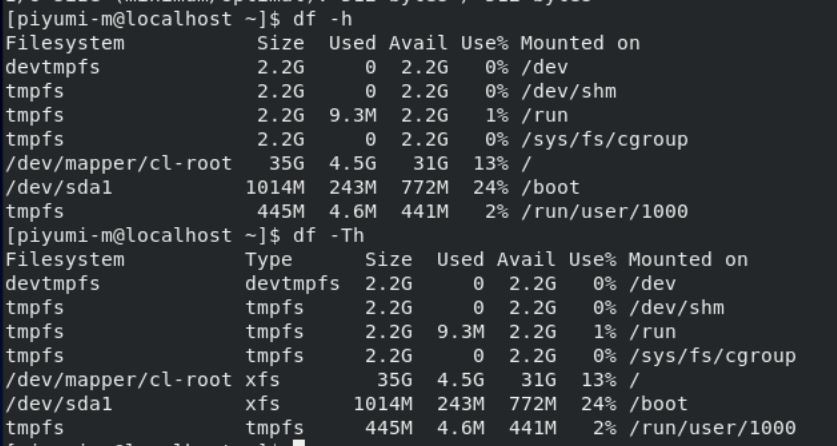 [piyumi-m@localhost ~]$ df -h
Filesystem           Size  Used Avail Use% Mounted on
devtmpfs             2.2G     0  2.2G   0% /dev
tmpfs                2.2G     0  2.2G   0% /dev/shm
tmpfs                2.2G  9.3M  2.2G   1% /run
tmpfs                2.2G     0  2.2G   0% /sys/fs/cgroup
/dev/mapper/cl-root   35G  4.5G   31G  13% /
/dev/sda1           1014M  243M  772M  24% /boot
tmpfs                445M  4.6M  441M   2% /run/user/1000
[piyumi-m@localhost ~]$ df -Th
Filesystem          Type      Size  Used Avail Use% Mounted on
devtmpfs            devtmpfs  2.2G     0  2.2G   0% /dev
tmpfs               tmpfs     2.2G     0  2.2G   0% /dev/shm
tmpfs               tmpfs     2.2G  9.3M  2.2G   1% /run
tmpfs               tmpfs     2.2G     0  2.2G   0% /sys/fs/cgroup
/dev/mapper/cl-root xfs        35G  4.5G   31G  13% /
/dev/sda1           xfs      1014M  243M  772M  24% /boot
tmpfs               tmpfs     445M  4.6M  441M   2% /run/user/1000